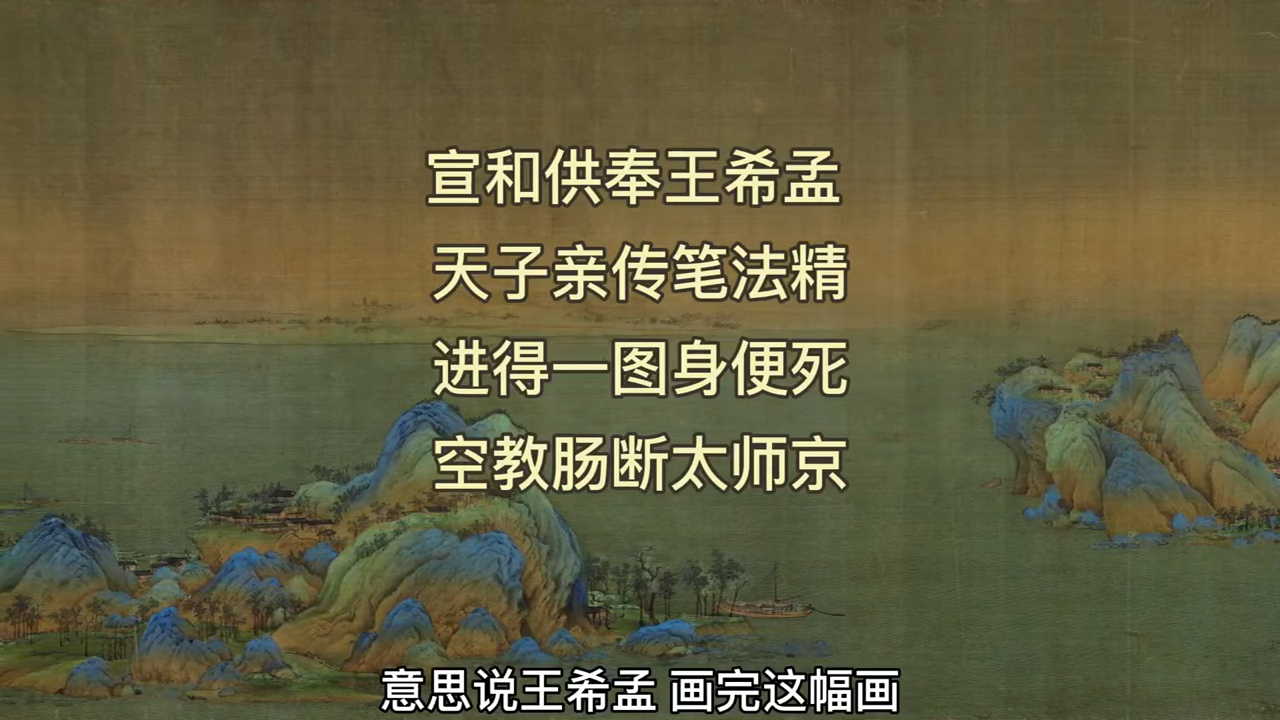 宣和供奉王希孟
天子亲传笔法精
进得一图身便死
空教肠断太师京
意思说王希孟 画完这幅画